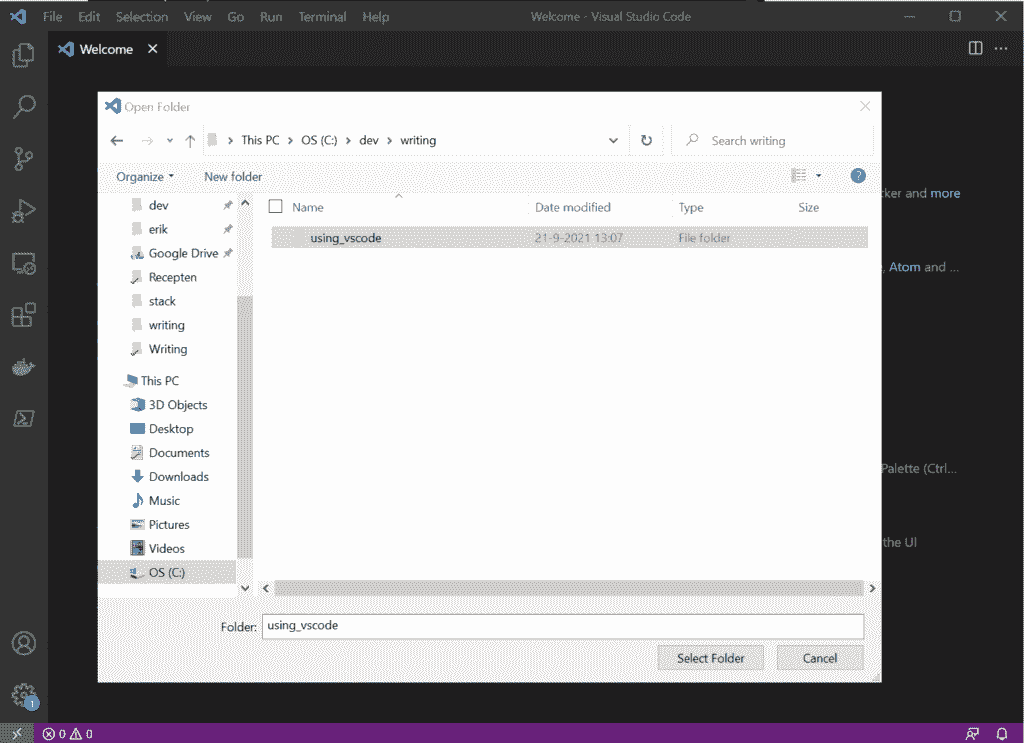 File Edit Selection View Go Run Terminal Help Welcome - Visual Studio Code
Welcome
Open Folder
This PC OS (C:) dev writing Search writing
Organize New folder
Name Date modified Type Size
using_vscode 21-9-2021 13:07 File folder
dev
erik
Google Drive
Recepten
stack
writing
Writing
This PC
3D Objects
Desktop
Documents
Downloads
Music
Pictures
Videos
OS (C:)
Folder: using_vscode
Select Folder Cancel
ker and more
, Atom and ...
Palette (Ctrl...
the UI
1
0 0